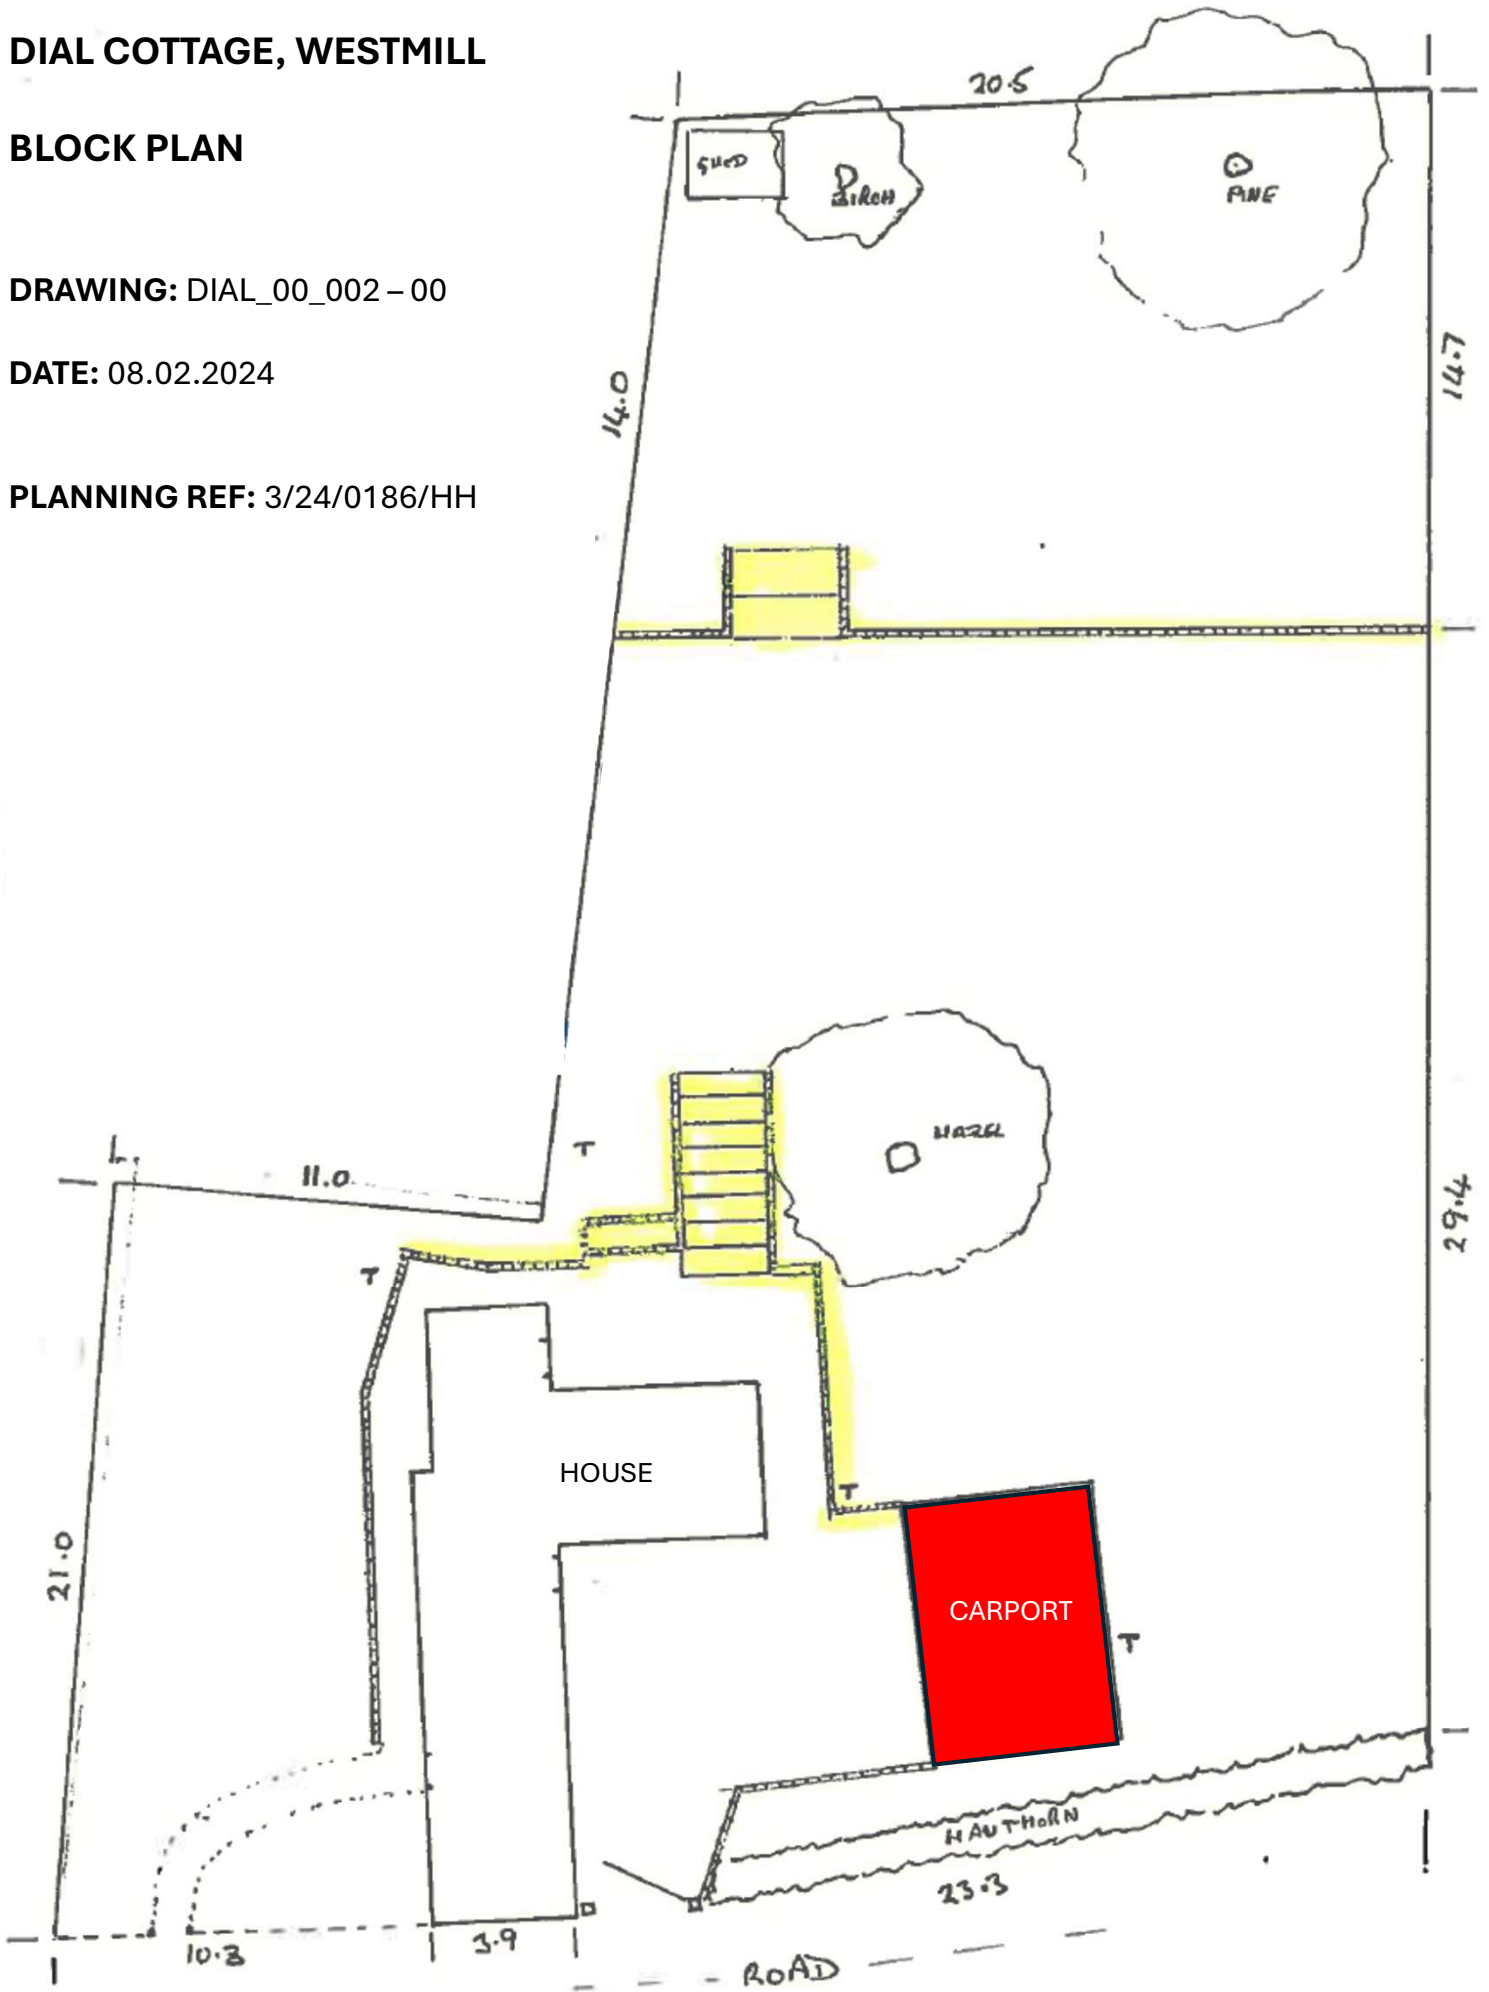 DIAL COTTAGE, WESTMILL
BLOCK PLAN
DRAWING: DIAL_00_002 – 00
DATE: 08.02.2024
PLANNING REF: 3/24/0186/HH
20.5
SHED
BIRCH
PINE
14.0
14.7
HAZEL
T
11.0
T
29.4
HOUSE
T
21.0
CARPORT
T
HAUTHORN
23.3
10.3
3.9
ROAD